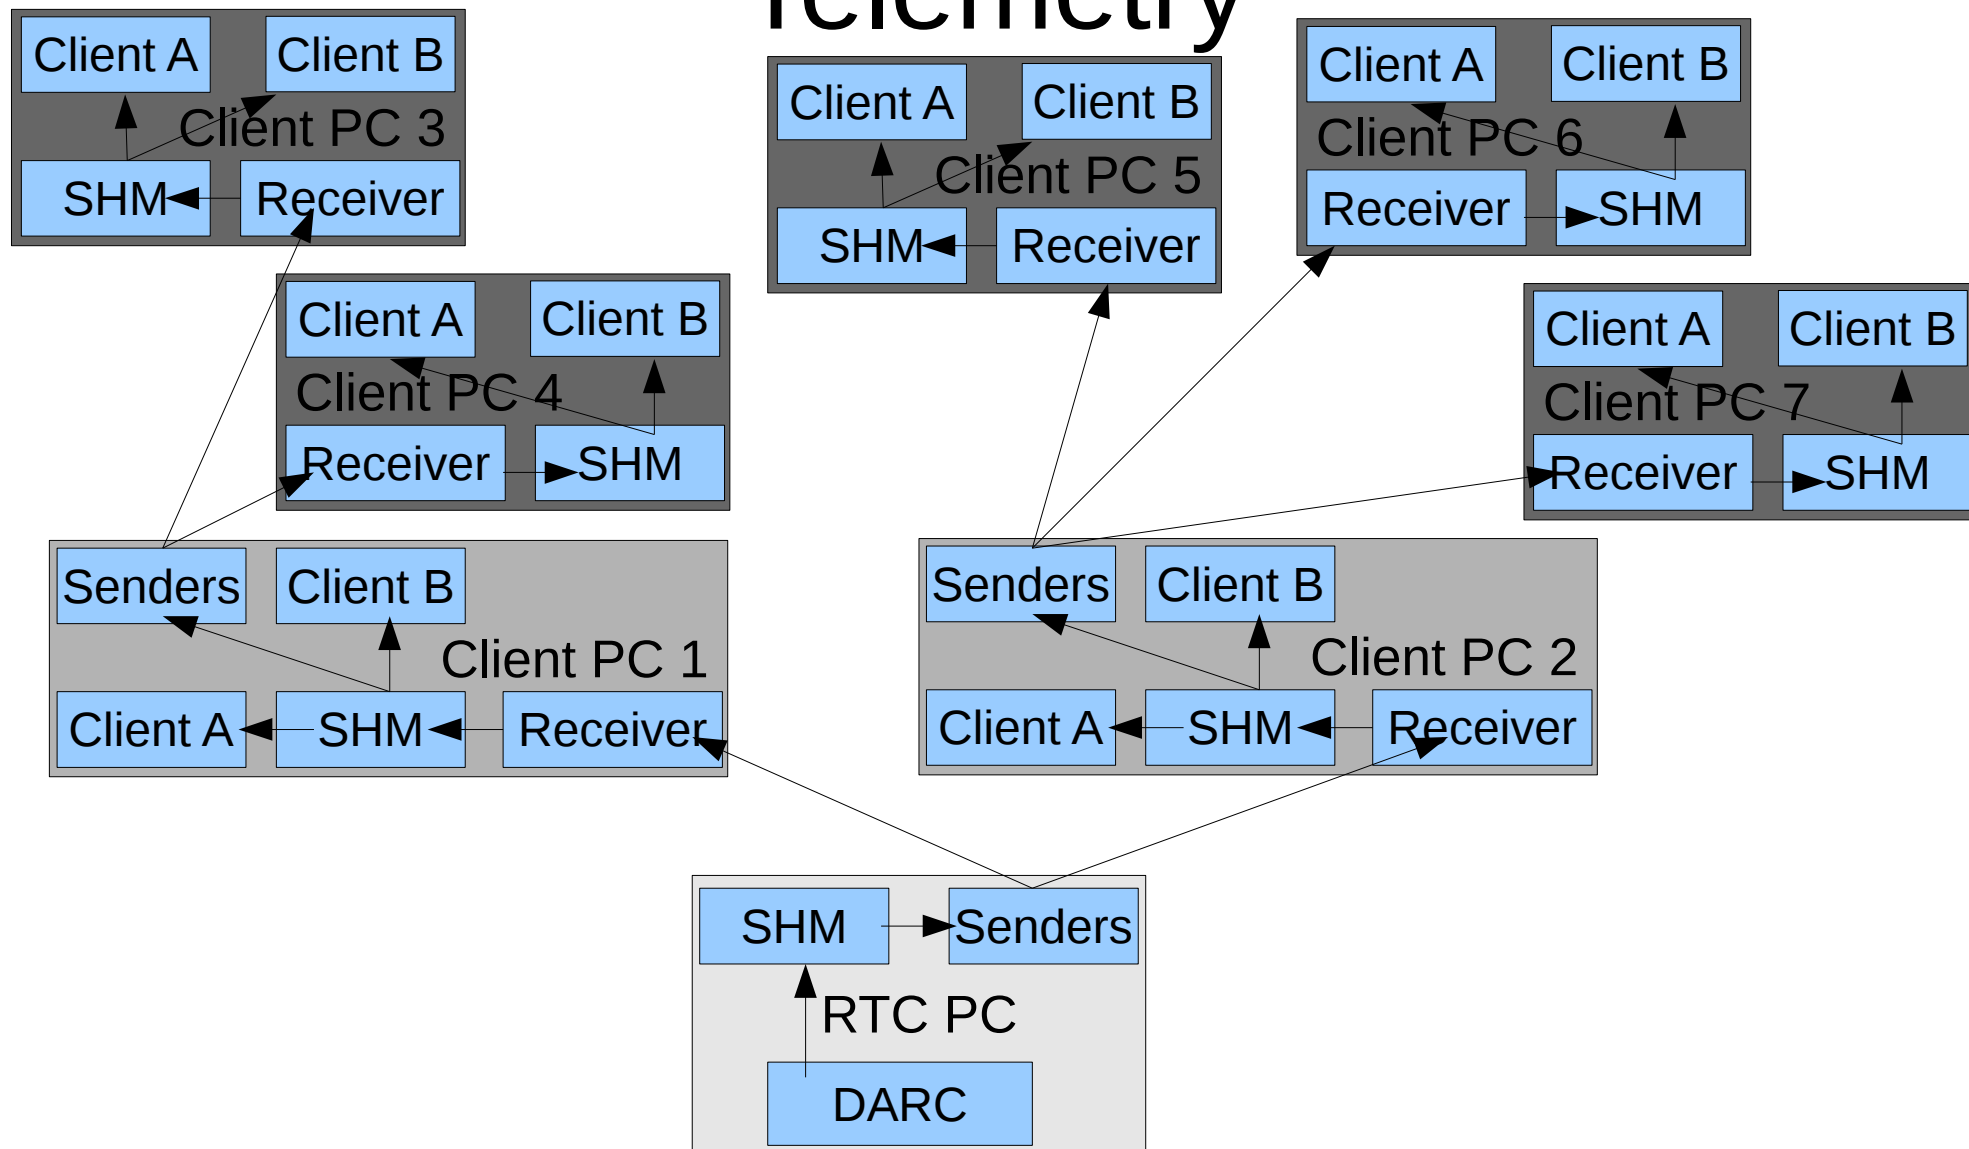 Telemetry
Client A
Client B
Client PC 3
SHM
Receiver
Client A
Client B
Client PC 5
SHM
Receiver
Client A
Client B
Client PC 6
Receiver
SHM
Client A
Client B
Client PC 4
Receiver
SHM
Client A
Client B
Client PC 7
Receiver
SHM
Senders
Client B
Client PC 1
Client A
SHM
Receiver
Senders
Client B
Client PC 2
Client A
SHM
Receiver
SHM
Senders
RTC PC
DARC